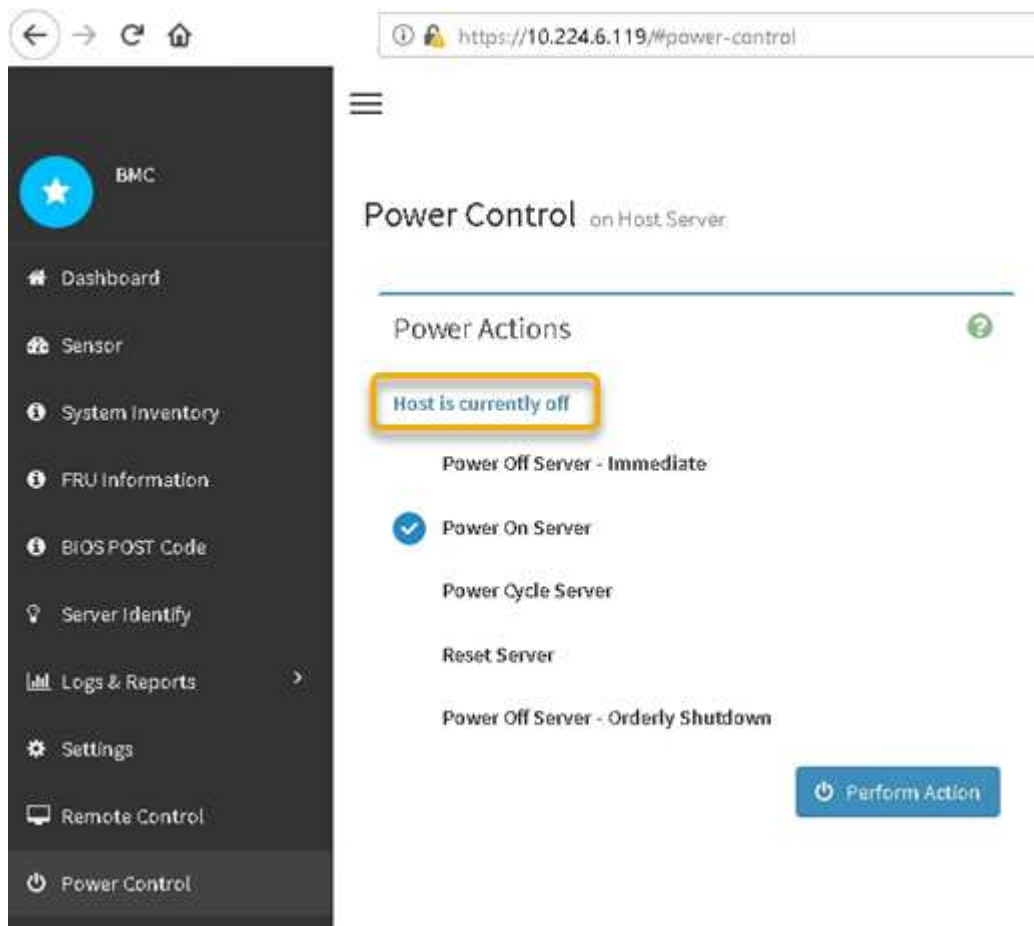 https://10.224.6.119/#power-control
BMC
Dashboard
Sensor
System Inventory
FRU Information
BIOS POST Code
Server Identify
Logs & Reports
Settings
Remote Control
Power Control
Power Control on Host Server
Power Actions
Host is currently off
Power Off Server - Immediate
Power On Server
Power Cycle Server
Reset Server
Power Off Server - Orderly Shutdown
Perform Action